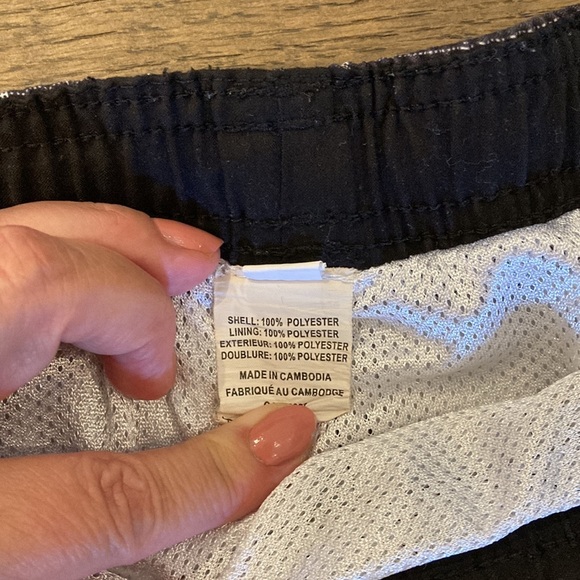 SHELL: 100% POLYESTER
LINING: 100% POLYESTER
EXTERIEUR: 100% POLYESTER
DOUBLURE: 100% POLYESTER
MADE IN CAMBODIA
FABRIQUÉ AU CAMBODGE